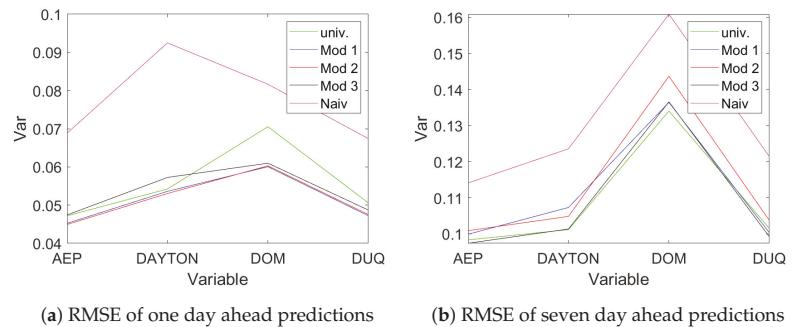 0.1
0.09
0.08
0.07
0.06
0.05
0.04
Var
AEP DAYTON DOM DUQ
Variable
univ.
Mod 1
Mod 2
Mod 3
Naiv
(a) RMSE of one day ahead predictions
0.16
0.15
0.14
0.13
0.12
0.11
0.1
Var
AEP DAYTON DOM DUQ
Variable
univ.
Mod 1
Mod 2
Mod 3
Naiv
(b) RMSE of seven day ahead predictions